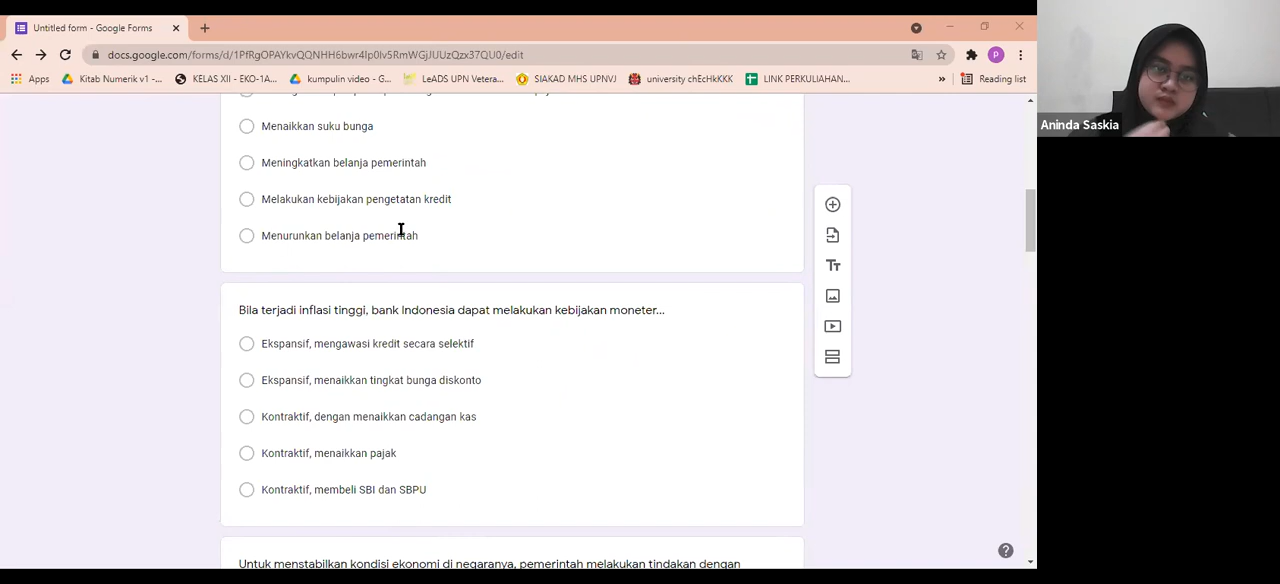 Untitled form - Google Forms
docs.google.com/forms/d/1PfRgOPAYkvQQNHH6bwr4Ip0Iv5RmWGjJUUzQzx37QU0/edit
P
Apps
Kitab Numerik v1 -...
KELAS XII - EKO-1A...
kumpulin video - G...
LeADS UPN Vetera...
SIAKAD MHS UPNVJ
university chEcHkKKK
LINK PERKULIAHAN...
»
Reading list
Menaikkan suku bunga
Meningkatkan belanja pemerintah
Melakukan kebijakan pengetatan kredit
Menurunkan belanja pemerintah
Bila terjadi inflasi tinggi, bank Indonesia dapat melakukan kebijakan moneter...
Ekspansif, mengawasi kredit secara selektif
Ekspansif, menaikkan tingkat bunga diskonto
Kontraktif, dengan menaikkan cadangan kas
Kontraktif, menaikkan pajak
Kontraktif, membeli SBI dan SBPU
Untuk menstabilkan kondisi ekonomi di negaranya, pemerintah melakukan tindakan dengan
Tт
Aninda Saskia